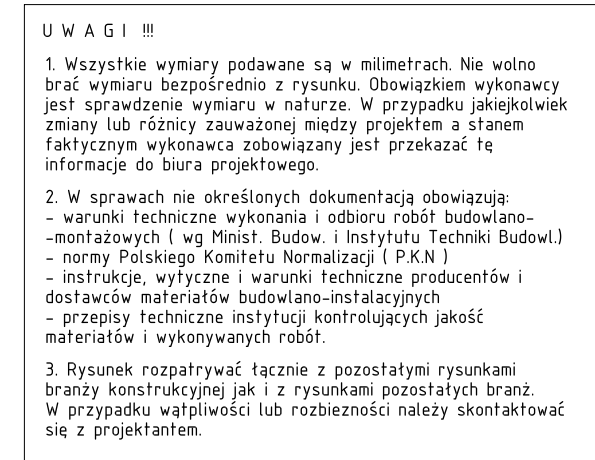 U W A G I !!!
1. Wszystkie wymiary podawane są w milimetrach. Nie wolno
brać wymiaru bezpośrednio z rysunku. Obowiązkiem wykonawcy
jest sprawdzenie wymiaru w naturze. W przypadku jakiejkolwiek
zmiany lub różnicy zauważonej między projektem a stanem
faktycznym wykonawca zobowiązany jest przekazać tę
informacje do biura projektowego.
2. W sprawach nie określonych dokumentacją obowiązują:
- warunki techniczne wykonania i odbioru robót budowlano-
-montażowych ( wg Minist. Budow. i Instytutu Techniki Budowl.)
- normy Polskiego Komitetu Normalizacji ( P.K.N )
- instrukcje, wytyczne i warunki techniczne producentów i
dostawców materiałów budowlano-instalacyjnych
- przepisy techniczne instytucji kontrolujących jakość
materiałów i wykonywanych robót.
3. Rysunek rozpatrywać łącznie z pozostałymi rysunkami
branży konstrukcyjnej jak i z rysunkami pozostałych branż.
W przypadku wątpliwości lub rozbiezności należy skontaktować
się z projektantem.